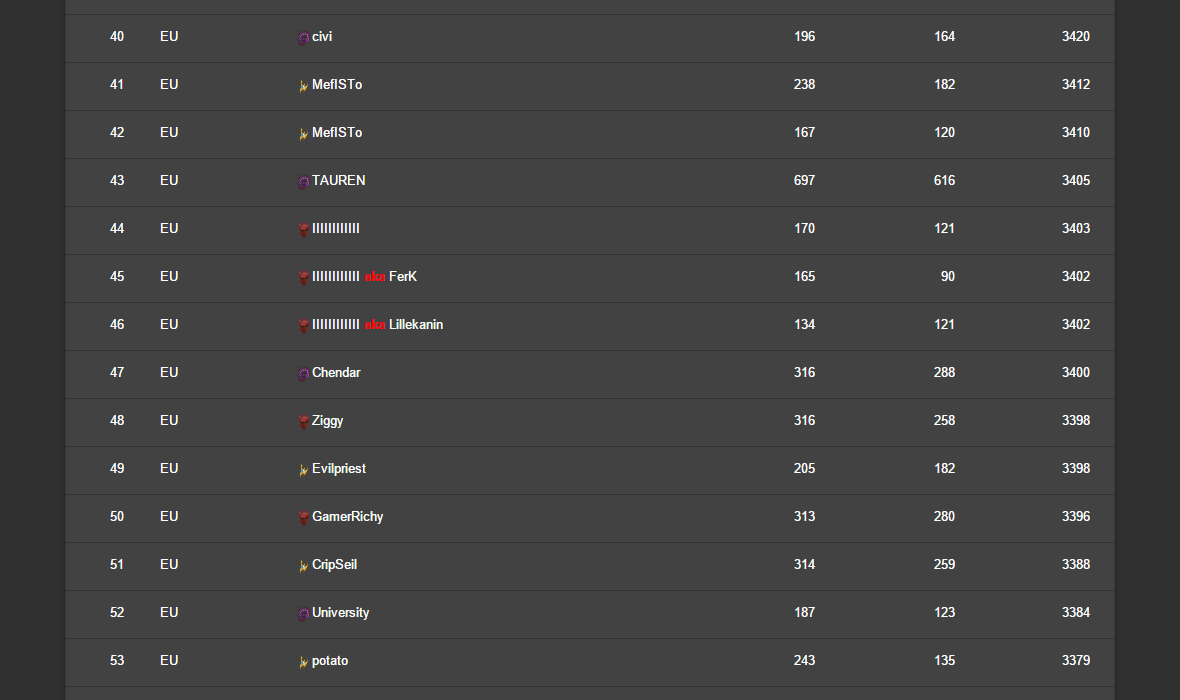 40 EU civi 196 164 3420
41 EU MefISTo 238 182 3412
42 EU MefISTo 167 120 3410
43 EU TAUREN 697 616 3405
44 EU IIIIIIIIIIII 170 121 3403
45 EU IIIIIIIIIIII aka FerK 165 90 3402
46 EU IIIIIIIIIIII aka Lillekanin 134 121 3402
47 EU Chendar 316 288 3400
48 EU Ziggy 316 258 3398
49 EU Evilpriest 205 182 3398
50 EU GamerRichy 313 280 3396
51 EU CripSeil 314 259 3388
52 EU University 187 123 3384
53 EU potato 243 135 3379